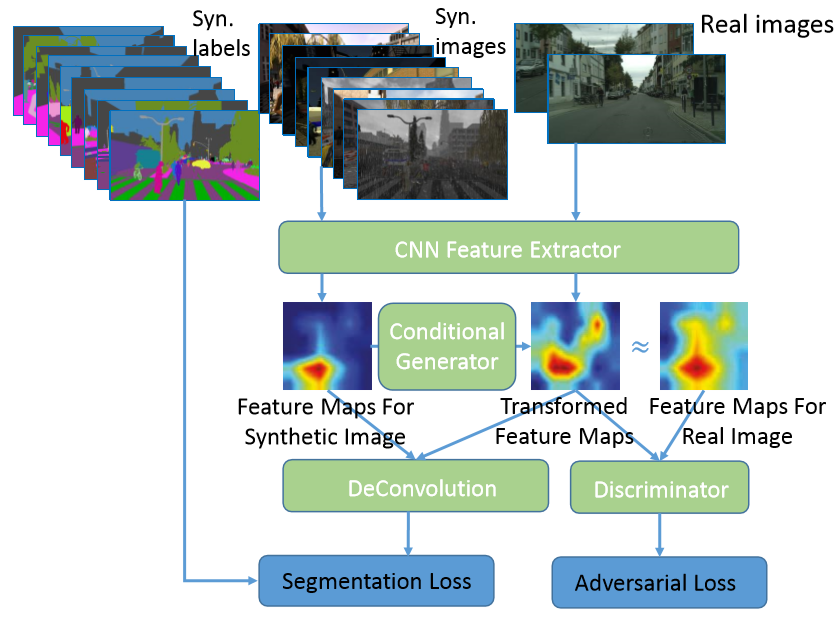 Syn.
labels
Syn.
images
Real images
CNN Feature Extractor
Conditional
Generator
≈
Feature Maps For
Synthetic Image
Transformed
Feature Maps
Feature Maps For
Real Image
DeConvolution
Discriminator
Segmentation Loss
Adversarial Loss